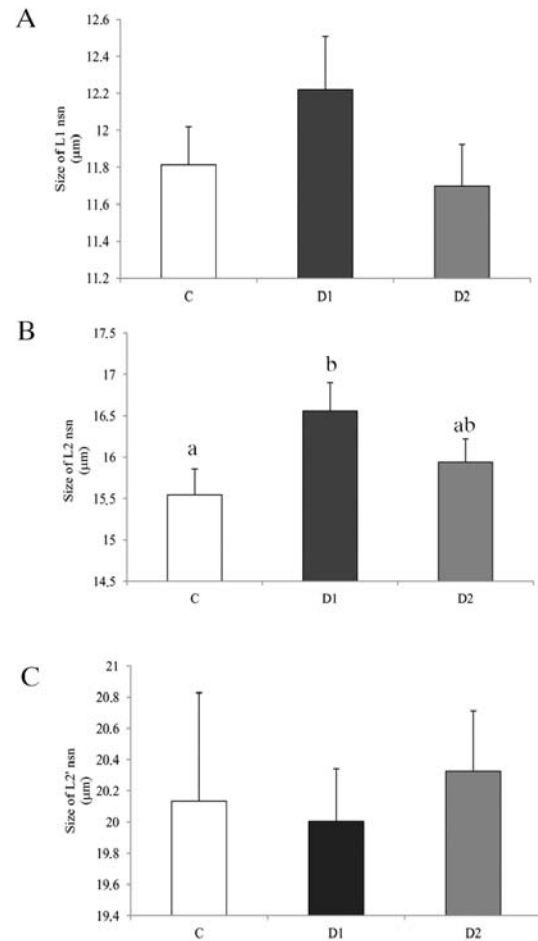 A
Size of L1 nsn
(µm)
12.6
12.4
12.2
12
11.8
11.6
11.4
11.2
C D1 D2
B
Size of L2 nsn
(µm)
17.5
17
16.5
16
15.5
15
14.5
a
b
ab
C D1 D2
C
Size of L2' nsn
(µm)
21
20.8
20.6
20.4
20.2
20
19.8
19.6
19.4
C D1 D2